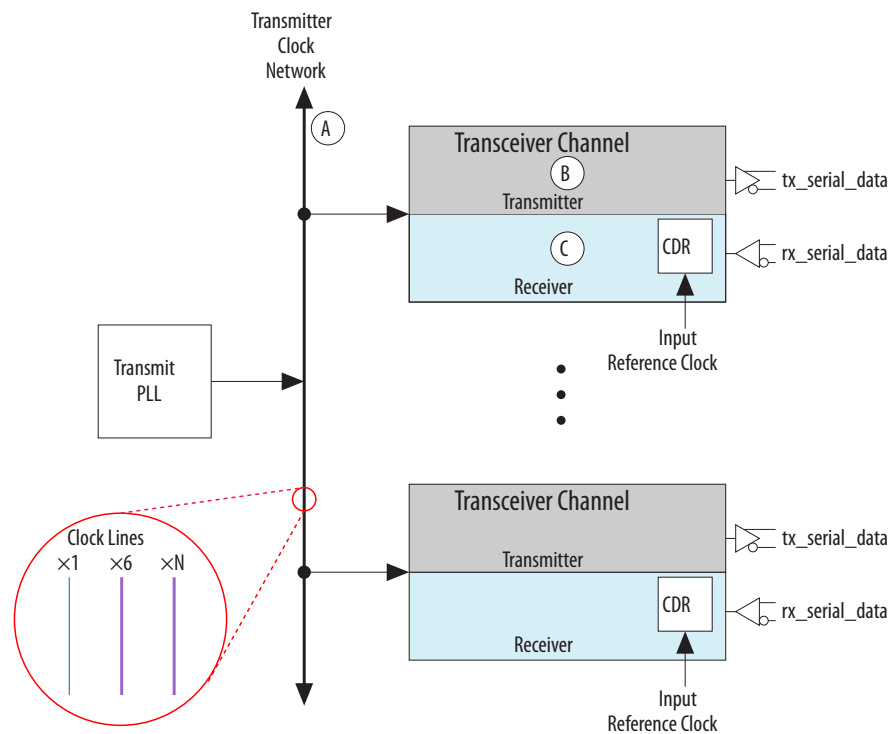 Transmitter
Clock
Network
A
Transceiver Channel
B
Transmitter
tx_serial_data
C
CDR
rx_serial_data
Receiver
Input
Reference Clock
Transmit
PLL
Transceiver Channel
Transmitter
tx_serial_data
CDR
rx_serial_data
Receiver
Input
Reference Clock
Clock Lines
×1 ×6 ×N